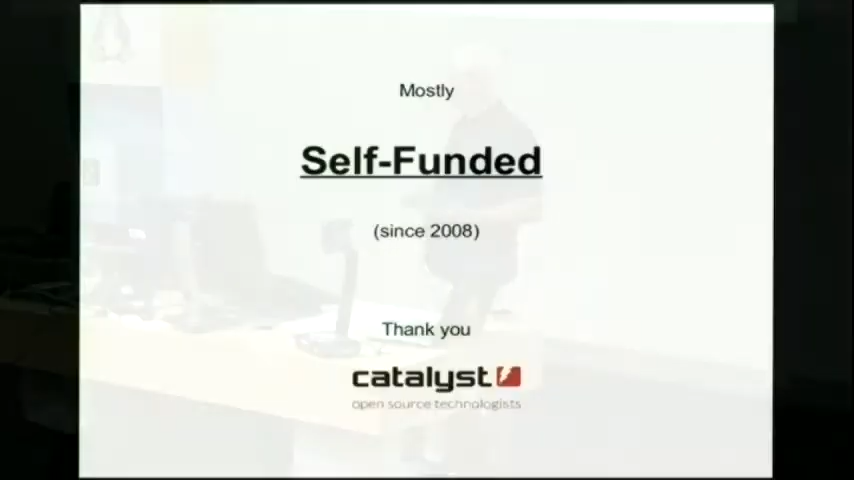 Mostly
Self-Funded
(since 2008)
Thank you
catalyst
open source technologists